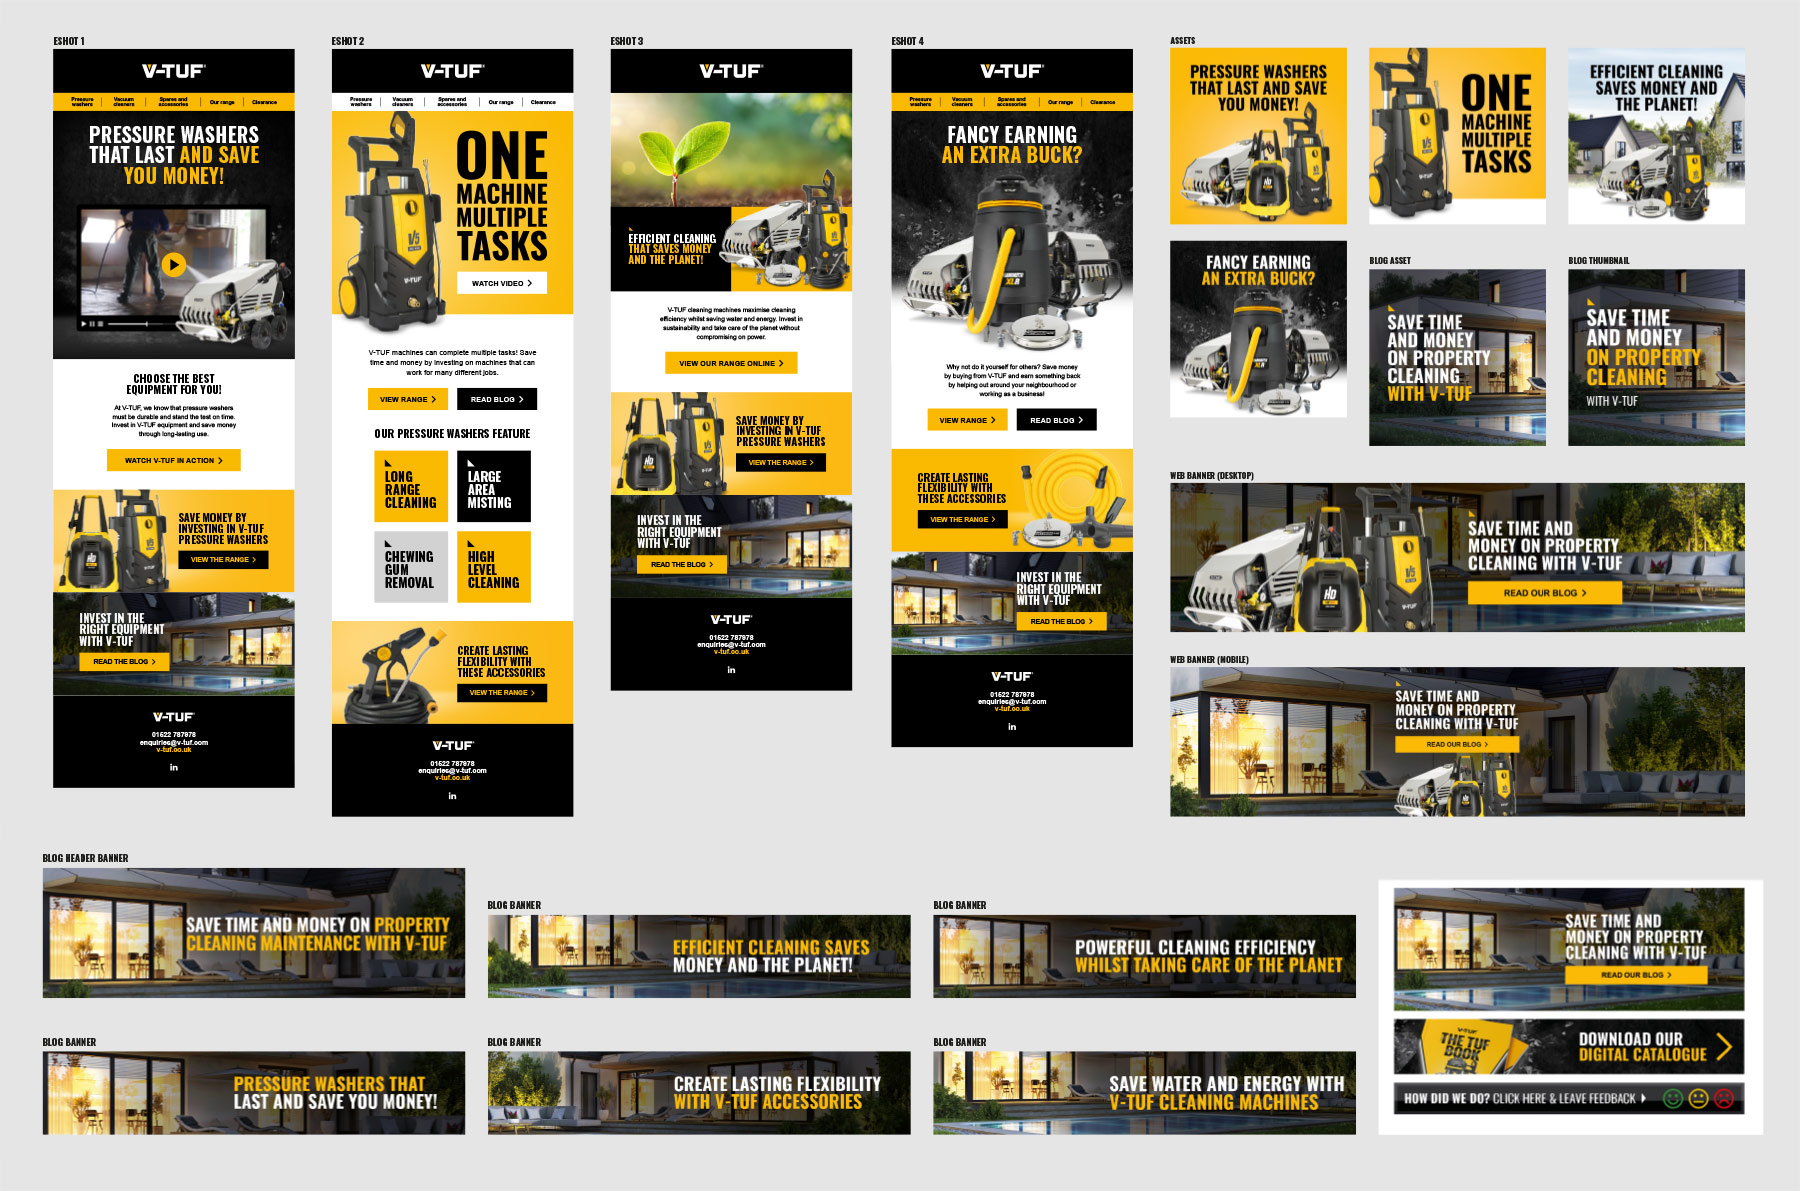 ESHOT 1
V-TUF
Pressure washers
Vacuum cleaners
Spares and accessories
Our range
Clearance
PRESSURE WASHERS
THAT LAST AND SAVE
YOU MONEY!
CHOOSE THE BEST
EQUIPMENT FOR YOU!
At V-TUF, we know that pressure washers
must be durable and stand the test on time.
Invest in V-TUF equipment and save money
through long-lasting use.
WATCH V-TUF IN ACTION
SAVE MONEY BY
INVESTING IN V-TUF
PRESSURE WASHERS
VIEW THE RANGE
INVEST IN THE
RIGHT EQUIPMENT
WITH V-TUF
READ THE BLOG
V-TUF
01522 787978
enquiries@v-tuf.com
v-tuf.co.uk
in
ESHOT 2
V-TUF
Pressure washers
Vacuum cleaners
Spares and accessories
Our range
Clearance
ONE
MACHINE
MULTIPLE
TASKS
WATCH VIDEO
V5
V-TUF
V-TUF machines can complete multiple tasks! Save
time and money by investing on machines that can
work for many different jobs.
VIEW RANGE
READ BLOG
OUR PRESSURE WASHERS FEATURE
LONG
RANGE
CLEANING
LARGE
AREA
MISTING
CHEWING
GUM
REMOVAL
HIGH
LEVEL
CLEANING
CREATE LASTING
FLEXIBILITY WITH
THESE ACCESSORIES
VIEW THE RANGE
V-TUF
01522 787978
enquiries@v-tuf.com
v-tuf.co.uk
in
ESHOT 3
V-TUF
EFFICIENT CLEANING
THAT SAVES MONEY
AND THE PLANET!
V-TUF cleaning machines maximise cleaning
efficiency whilst saving water and energy. Invest in
sustainability and take care of the planet without
compromising on power.
VIEW OUR RANGE ONLINE
SAVE MONEY BY
INVESTING IN V-TUF
PRESSURE WASHERS
VIEW THE RANGE
INVEST IN THE
RIGHT EQUIPMENT
WITH V-TUF
READ THE BLOG
V-TUF
01522 787978
enquiries@v-tuf.com
v-tuf.co.uk
in
ESHOT 4
V-TUF
Pressure washers
Vacuum cleaners
Spares and accessories
Our range
Clearance
FANCY EARNING
AN EXTRA BUCK?
Why not do it yourself for others? Save money
by buying from V-TUF and earn something back
by helping out around your neighbourhood or
working as a business!
VIEW RANGE
READ BLOG
CREATE LASTING
FLEXIBILITY WITH
THESE ACCESSORIES
VIEW THE RANGE
INVEST IN THE
RIGHT EQUIPMENT
WITH V-TUF
READ THE BLOG
V-TUF
01522 787978
enquiries@v-tuf.com
v-tuf.co.uk
in
ASSETS
PRESSURE WASHERS
THAT LAST AND SAVE
YOU MONEY!
ONE
MACHINE
MULTIPLE
TASKS
EFFICIENT CLEANING
SAVES MONEY AND
THE PLANET!
FANCY EARNING
AN EXTRA BUCK?
BLOG ASSET
SAVE TIME
AND MONEY
ON PROPERTY
CLEANING
WITH V-TUF
BLOG THUMBNAIL
SAVE TIME
AND MONEY
ON PROPERTY
CLEANING
WITH V-TUF
WEB BANNER (DESKTOP)
HD
V5
V-TUF
SAVE TIME AND
MONEY ON PROPERTY
CLEANING WITH V-TUF
READ OUR BLOG
WEB BANNER (MOBILE)
SAVE TIME AND
MONEY ON PROPERTY
CLEANING WITH V-TUF
READ OUR BLOG
BLOG HEADER BANNER
SAVE TIME AND MONEY ON PROPERTY
CLEANING MAINTENANCE WITH V-TUF
BLOG BANNER
EFFICIENT CLEANING SAVES
MONEY AND THE PLANET!
BLOG BANNER
POWERFUL CLEANING EFFICIENCY
WHILST TAKING CARE OF THE PLANET
BLOG BANNER
PRESSURE WASHERS THAT
LAST AND SAVE YOU MONEY!
BLOG BANNER
CREATE LASTING FLEXIBILITY
WITH V-TUF ACCESSORIES
BLOG BANNER
SAVE WATER AND ENERGY WITH
V-TUF CLEANING MACHINES
SAVE TIME AND
MONEY ON PROPERTY
CLEANING WITH V-TUF
READ OUR BLOG
V-TUF
THE TUF
BOOK
DOWNLOAD OUR
DIGITAL CATALOGUE
HOW DID WE DO? CLICK HERE & LEAVE FEEDBACK